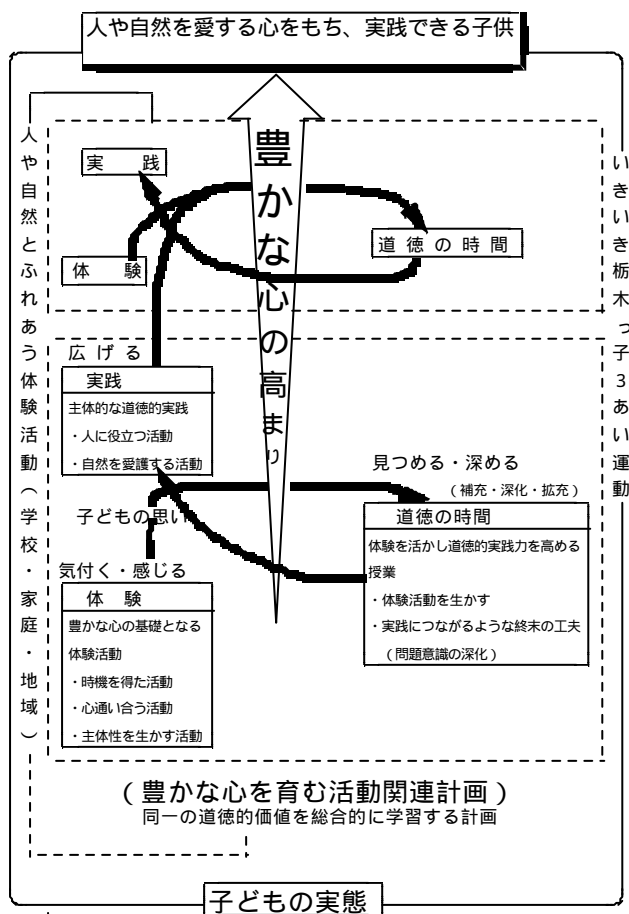 人や自然を愛する心をもち、実践できる子供
人や自然とふれあう体験活動（学校・家庭・地域）
いきいき栃木っ子３あい運動
豊かな心の高まり
実　践
道徳の時間
体　験
広げる
実践
主体的な道徳的実践
・人に役立つ活動
・自然を愛護する活動
見つめる・深める
（補充・深化・拡充）
道徳の時間
体験を活かし道徳的実践力を高める
授業
・体験活動を生かす
・実践につながるような終末の工夫
（問題意識の深化）
子どもの思い
気付く・感じる
体　験
豊かな心の基礎となる
体験活動
・時機を得た活動
・心通い合う活動
・主体性を生かす活動
（豊かな心を育む活動関連計画）
同一の道徳的価値を総合的に学習する計画
子どもの実態